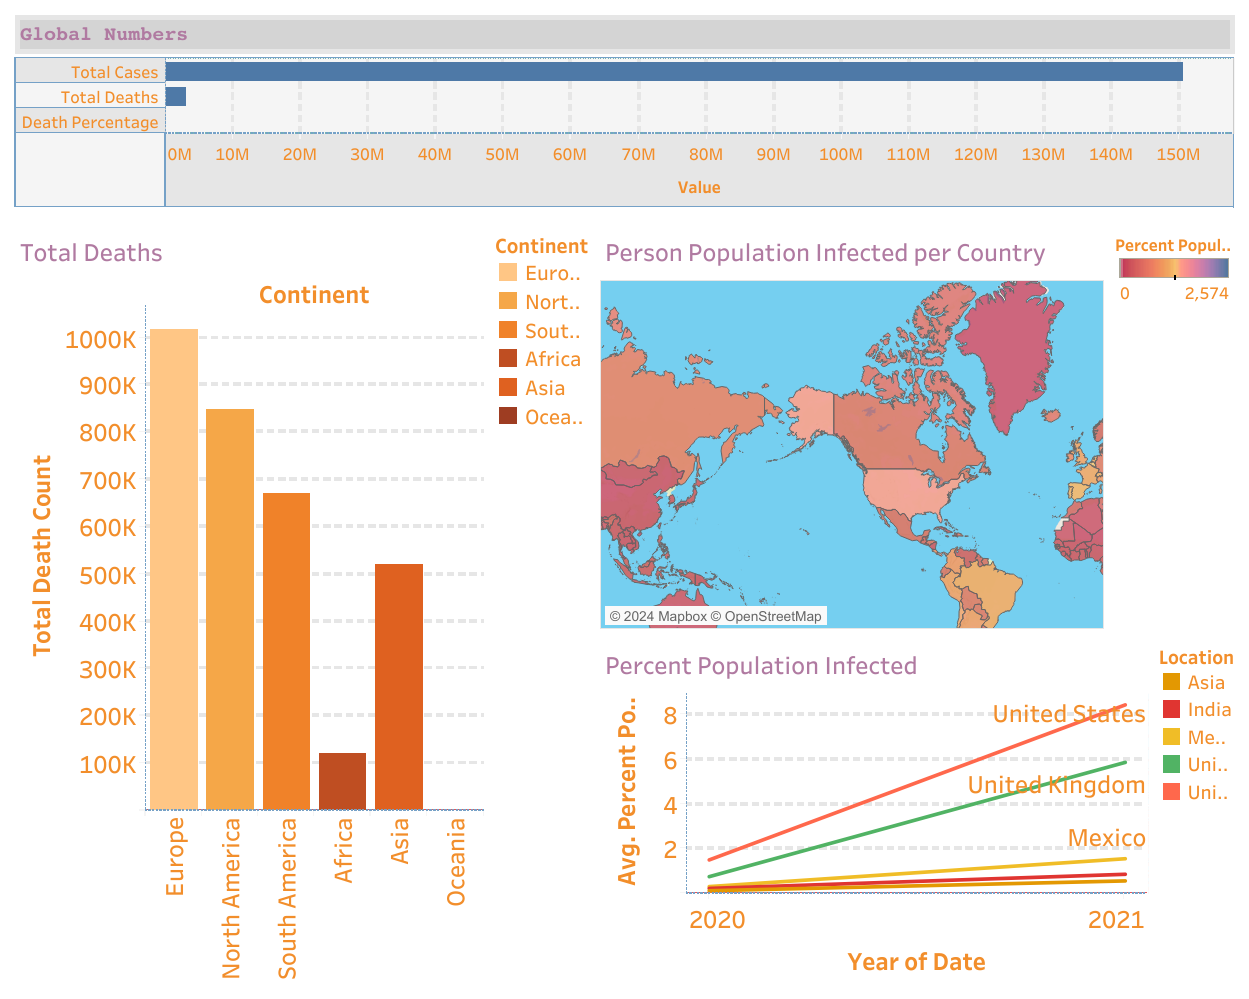 Global Numbers
Total Cases
Total Deaths
Death Percentage
0M 10M 20M 30M 40M 50M 60M 70M 80M 90M 100M 110M 120M 130M 140M 150M
Value
Total Deaths
Continent
1000K
900K
800K
700K
600K
500K
400K
300K
200K
100K
Total Death Count
Europe
North America
South America
Africa
Asia
Oceania
Continent
Euro..
Nort..
Sout..
Africa
Asia
Ocea..
Person Population Infected per Country
© 2024 Mapbox © OpenStreetMap
Percent Popul..
0 2,574
Percent Population Infected
Avg. Percent Po..
8
6
4
2
United States
United Kingdom
Mexico
2020 2021
Year of Date
Location
Asia
India
Me..
Uni..
Uni..